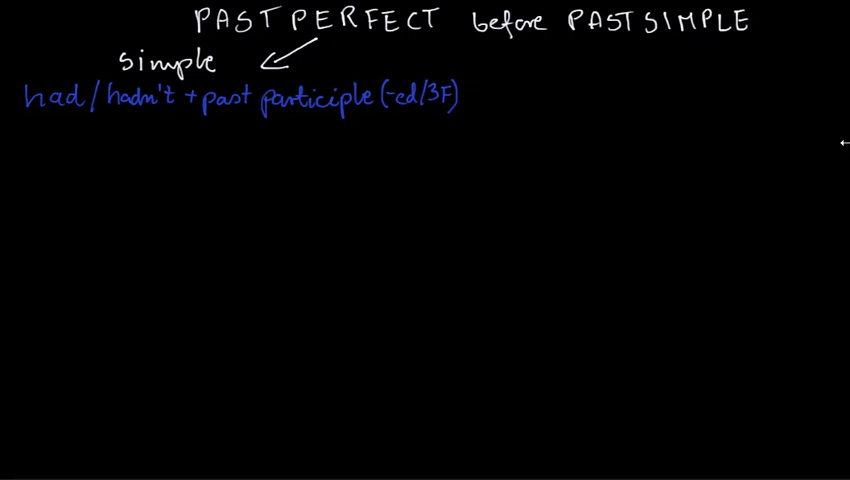 PAST PERFECT before PAST SIMPLE
simple
had / hadn't + past participle (-ed/3F)